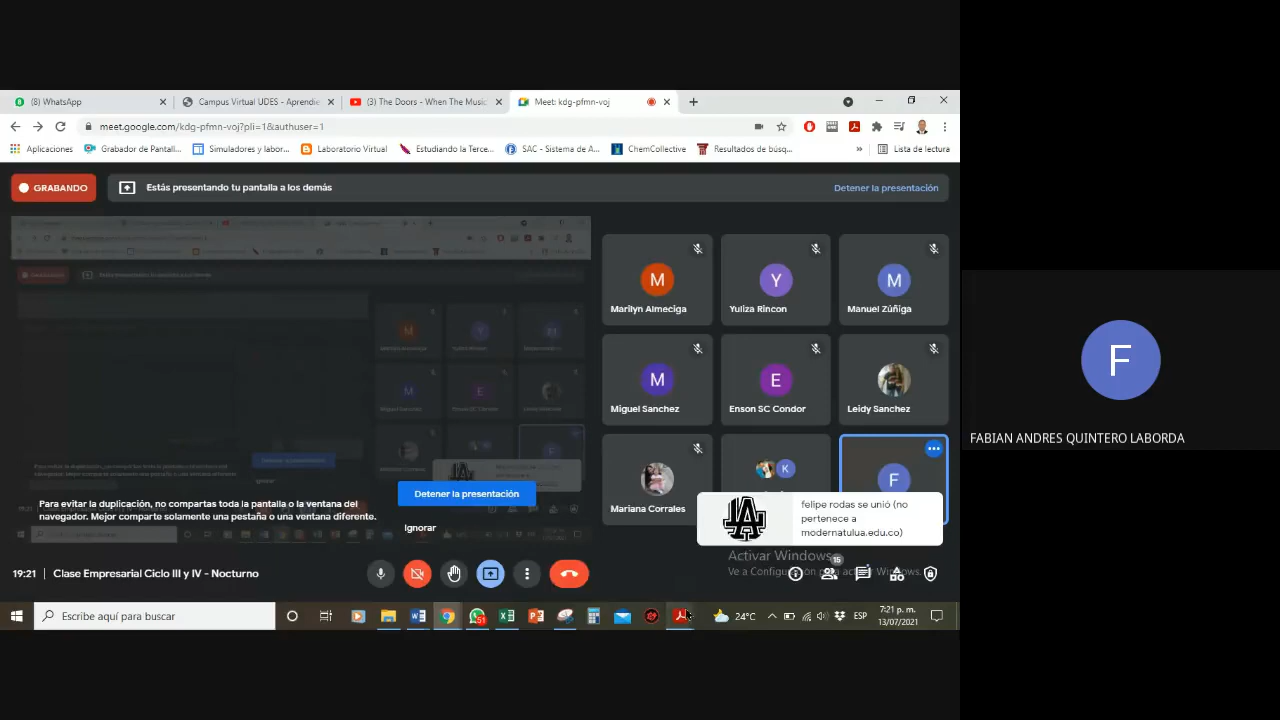 (8) WhatsApp
Campus Virtual UDES - Aprendie
(3) The Doors - When The Music
Meet: kdg-pfmn-voj
meet.google.com/kdg-pfmn-voj?pli=1&authuser=1
Aplicaciones
Grabador de Pantall...
Simuladores y labor...
Laboratorio Virtual
Estudiando la Terce...
SAC - Sistema de A...
ChemCollective
Resultados de búsq...
»
Lista de lectura
GRABANDO
Estás presentando tu pantalla a los demás
Detener la presentación
M
Marilyn Almeciga
Y
Yuliza Rincon
M
Manuel Zúñiga
M
Miguel Sanchez
E
Enson SC Condor
Leidy Sanchez
Mariana Corrales
K
F
Para evitar la duplicación, no compartas toda la pantalla o la ventana del
navegador. Mejor comparte solamente una pestaña o una ventana diferente.
Detener la presentación
Ignorar
LA
felipe rodas se unió (no
pertenece a
modernatulua.edu.co)
Activar Windows
Ve a Configuración para activar Windows.
15
19:21
Clase Empresarial Ciclo III y IV - Nocturno
Escribe aquí para buscar
51
24°C
ESP
7:21 p. m.
13/07/2021
F
FABIAN ANDRES QUINTERO LABORDA